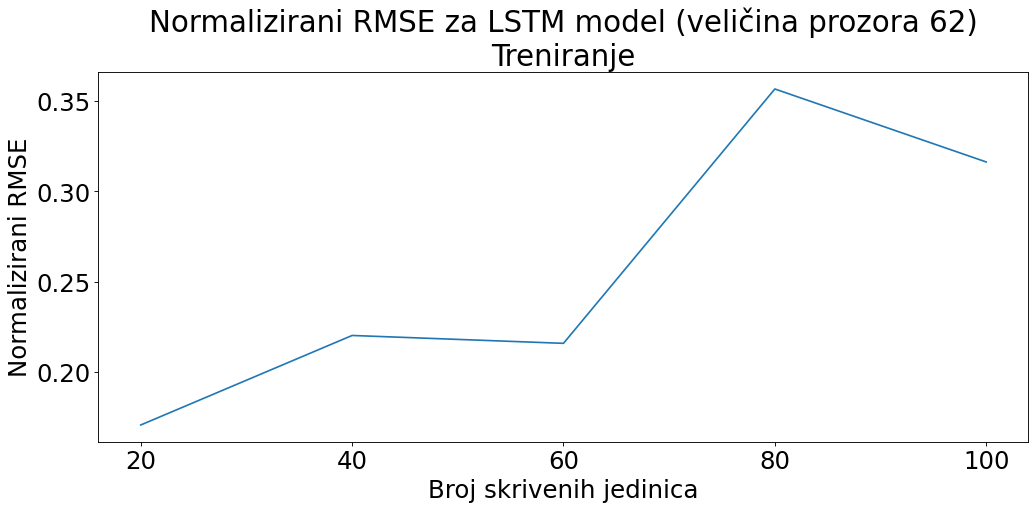 Normalizirani RMSE za LSTM model (veličina prozora 62)
Treniranje
Normalizirani RMSE
0.35
0.30
0.25
0.20
20 40 60 80 100
Broj skrivenih jedinica